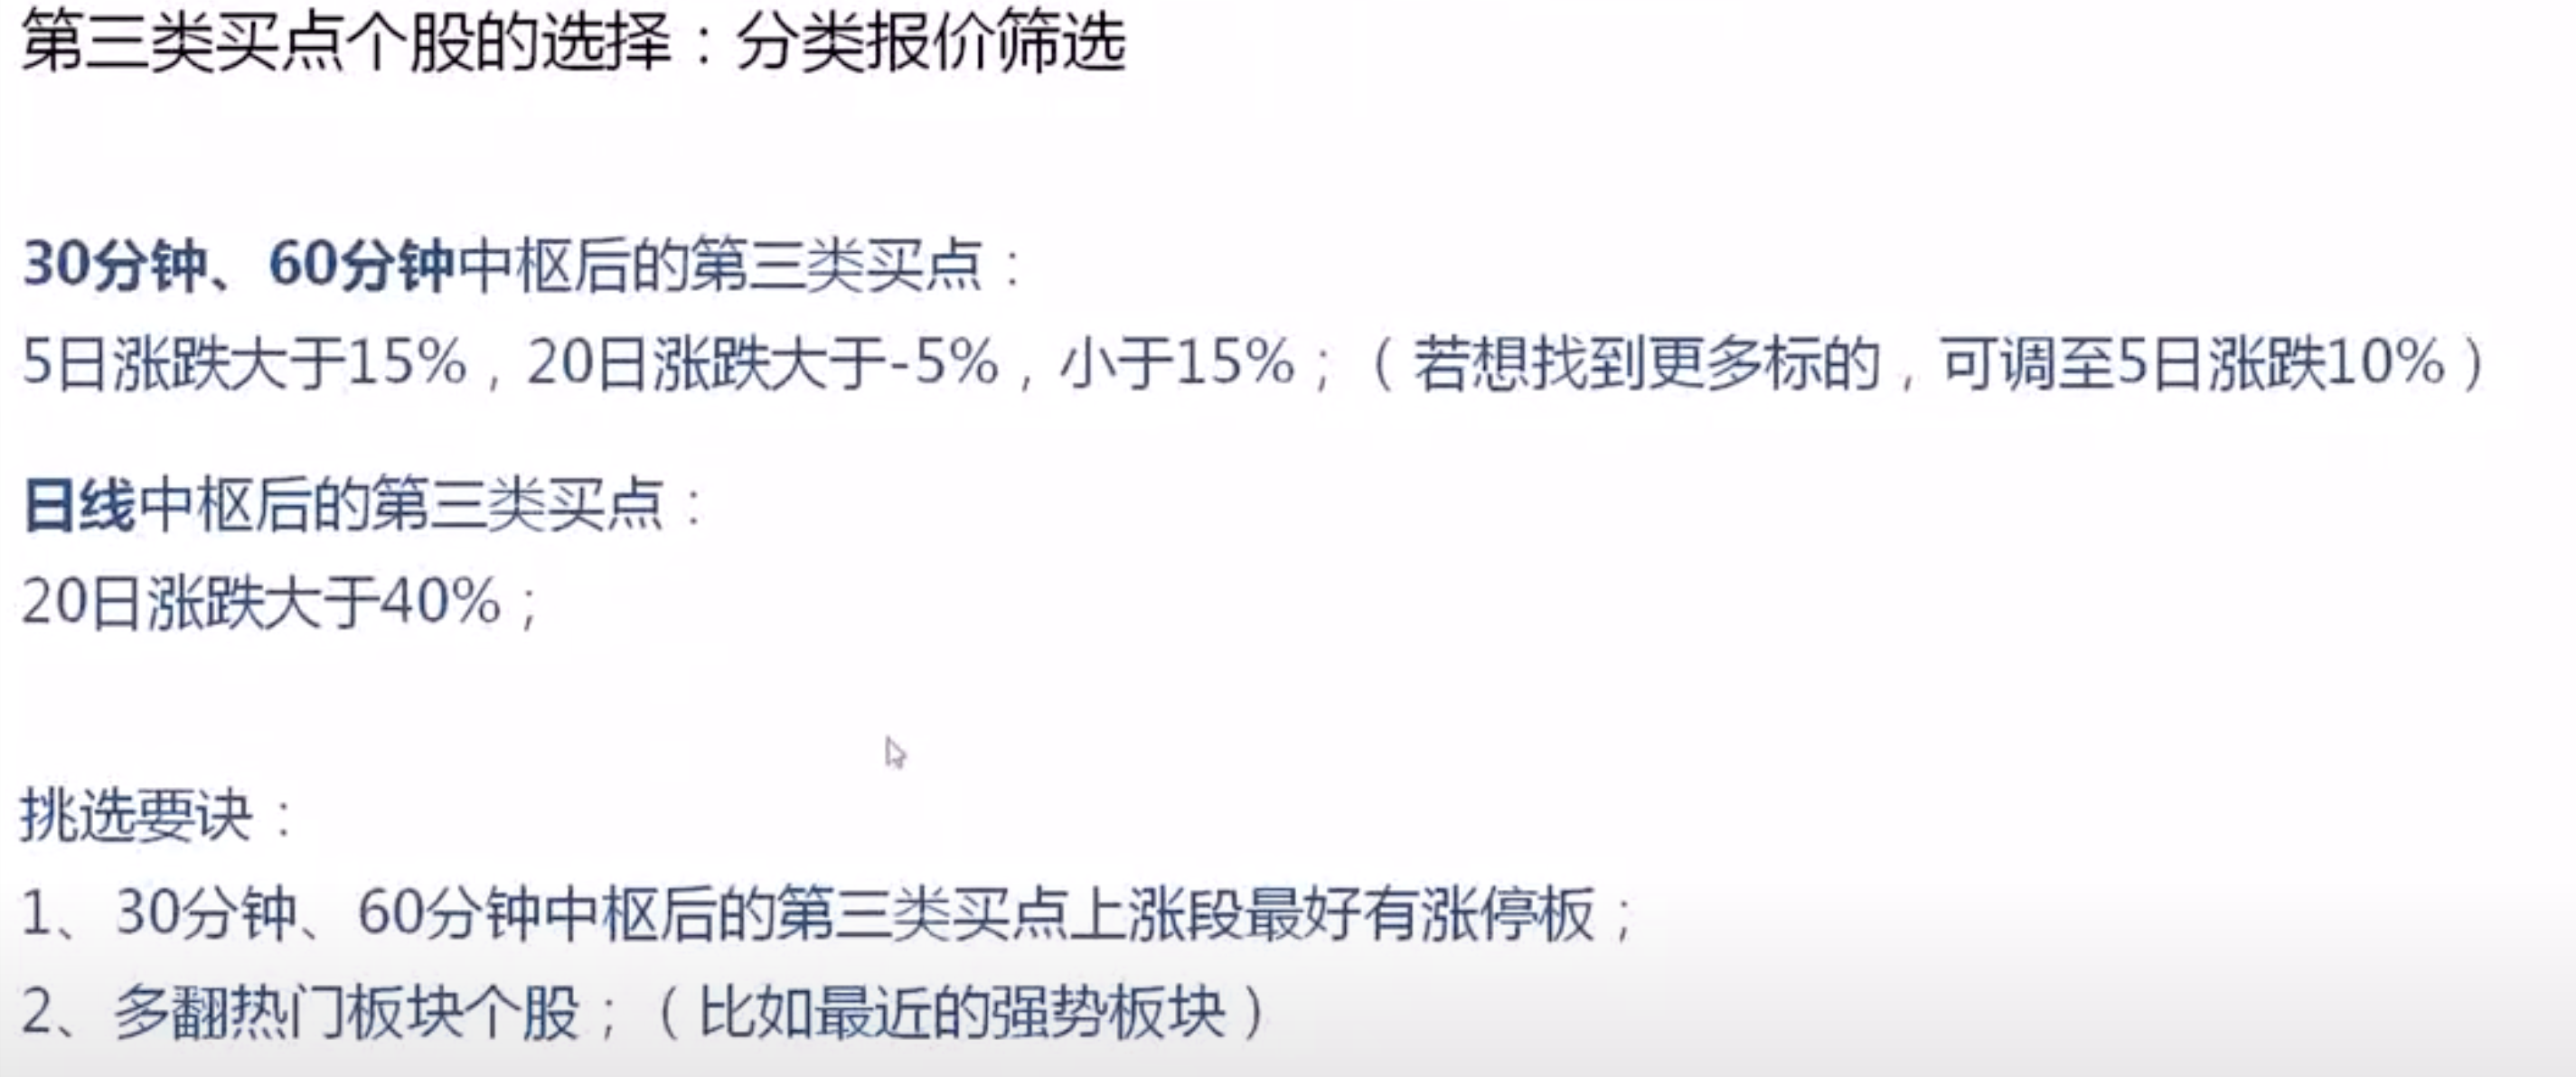 第三类买点个股的选择：分类报价筛选
30分钟、60分钟中枢后的第三类买点：
5日涨跌大于15%，20日涨跌大于-5%，小于15%；（若想找到更多标的，可调至5日涨跌10%）
日线中枢后的第三类买点：
20日涨跌大于40%；
挑选要诀：
1、30分钟、60分钟中枢后的第三类买点上涨段最好有涨停板；
2、多翻热门板块个股；（比如最近的强势板块）